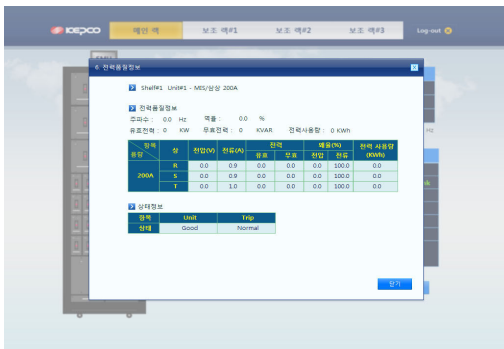 IDEPCO
메인 랙
보조 랙#1
보조 랙#2
보조 랙#3
Log-out
6. 전력품질정보
Shelf#1 Unit#1 - MES/삼상 200A
전력품질정보
주파수 : 0.0 Hz 역률 : 0.0 %
유효전력 : 0 KW 무효전력 : 0 KVAR 전력사용량 : 0 KWh
Hz
항목 용량 상 전압(V) 전류(A) 전력 왜율(%) 전력 사용량 (KWh)
유효 무효 전압 전류
200A
R 0.0 0.9 0.0 0.0 0.0 100.0 0.0
S 0.0 0.9 0.0 0.0 0.0 100.0 0.0
T 0.0 1.0 0.0 0.0 0.0 100.0 0.0
상태정보
항목 Unit Trip
상태 Good Normal
닫기